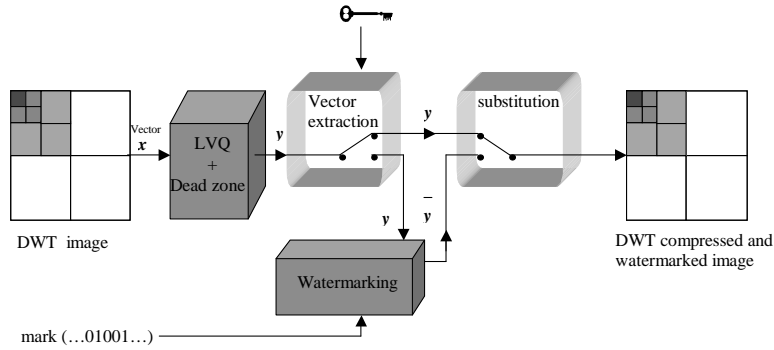 Vector
x
LVQ
+
Dead zone
y
Vector
extraction
y
substitution
y
y̅
DWT image
DWT compressed and
watermarked image
Watermarking
mark (…01001…)